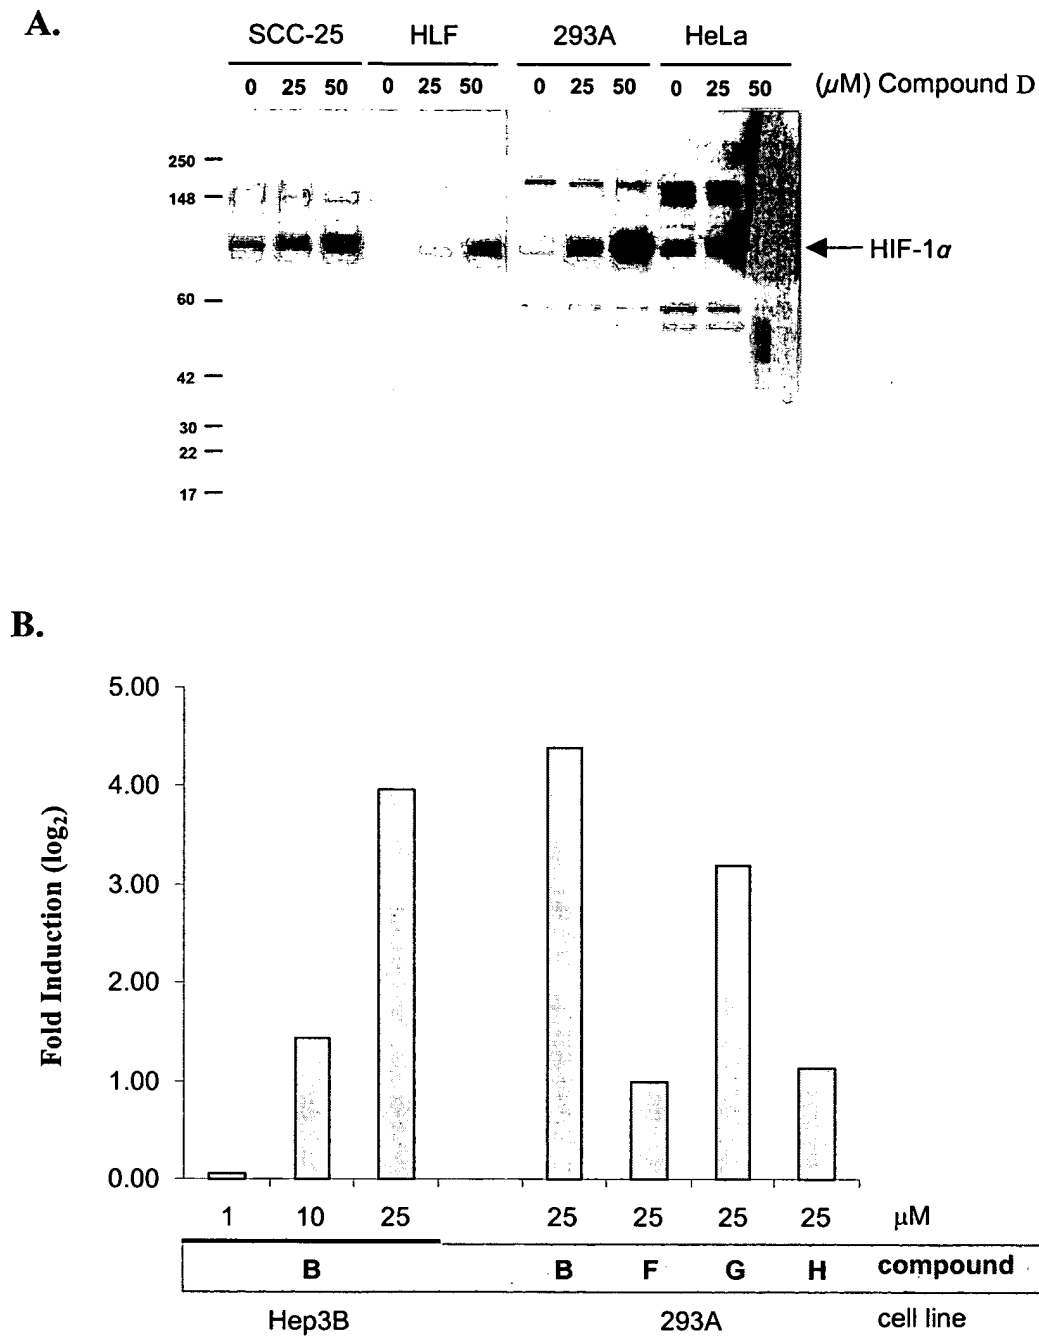 A.
SCC-25 HLF 293A HeLa
0 25 50 0 25 50 0 25 50 0 25 50 (μM) Compound D
250
148
HIF-1α
60
42
30
22
17
B.
Fold Induction (log2)
5.00
4.00
3.00
2.00
1.00
0.00
1 10 25 25 25 25 25 μM
B B F G H compound
Hep3B 293A cell line